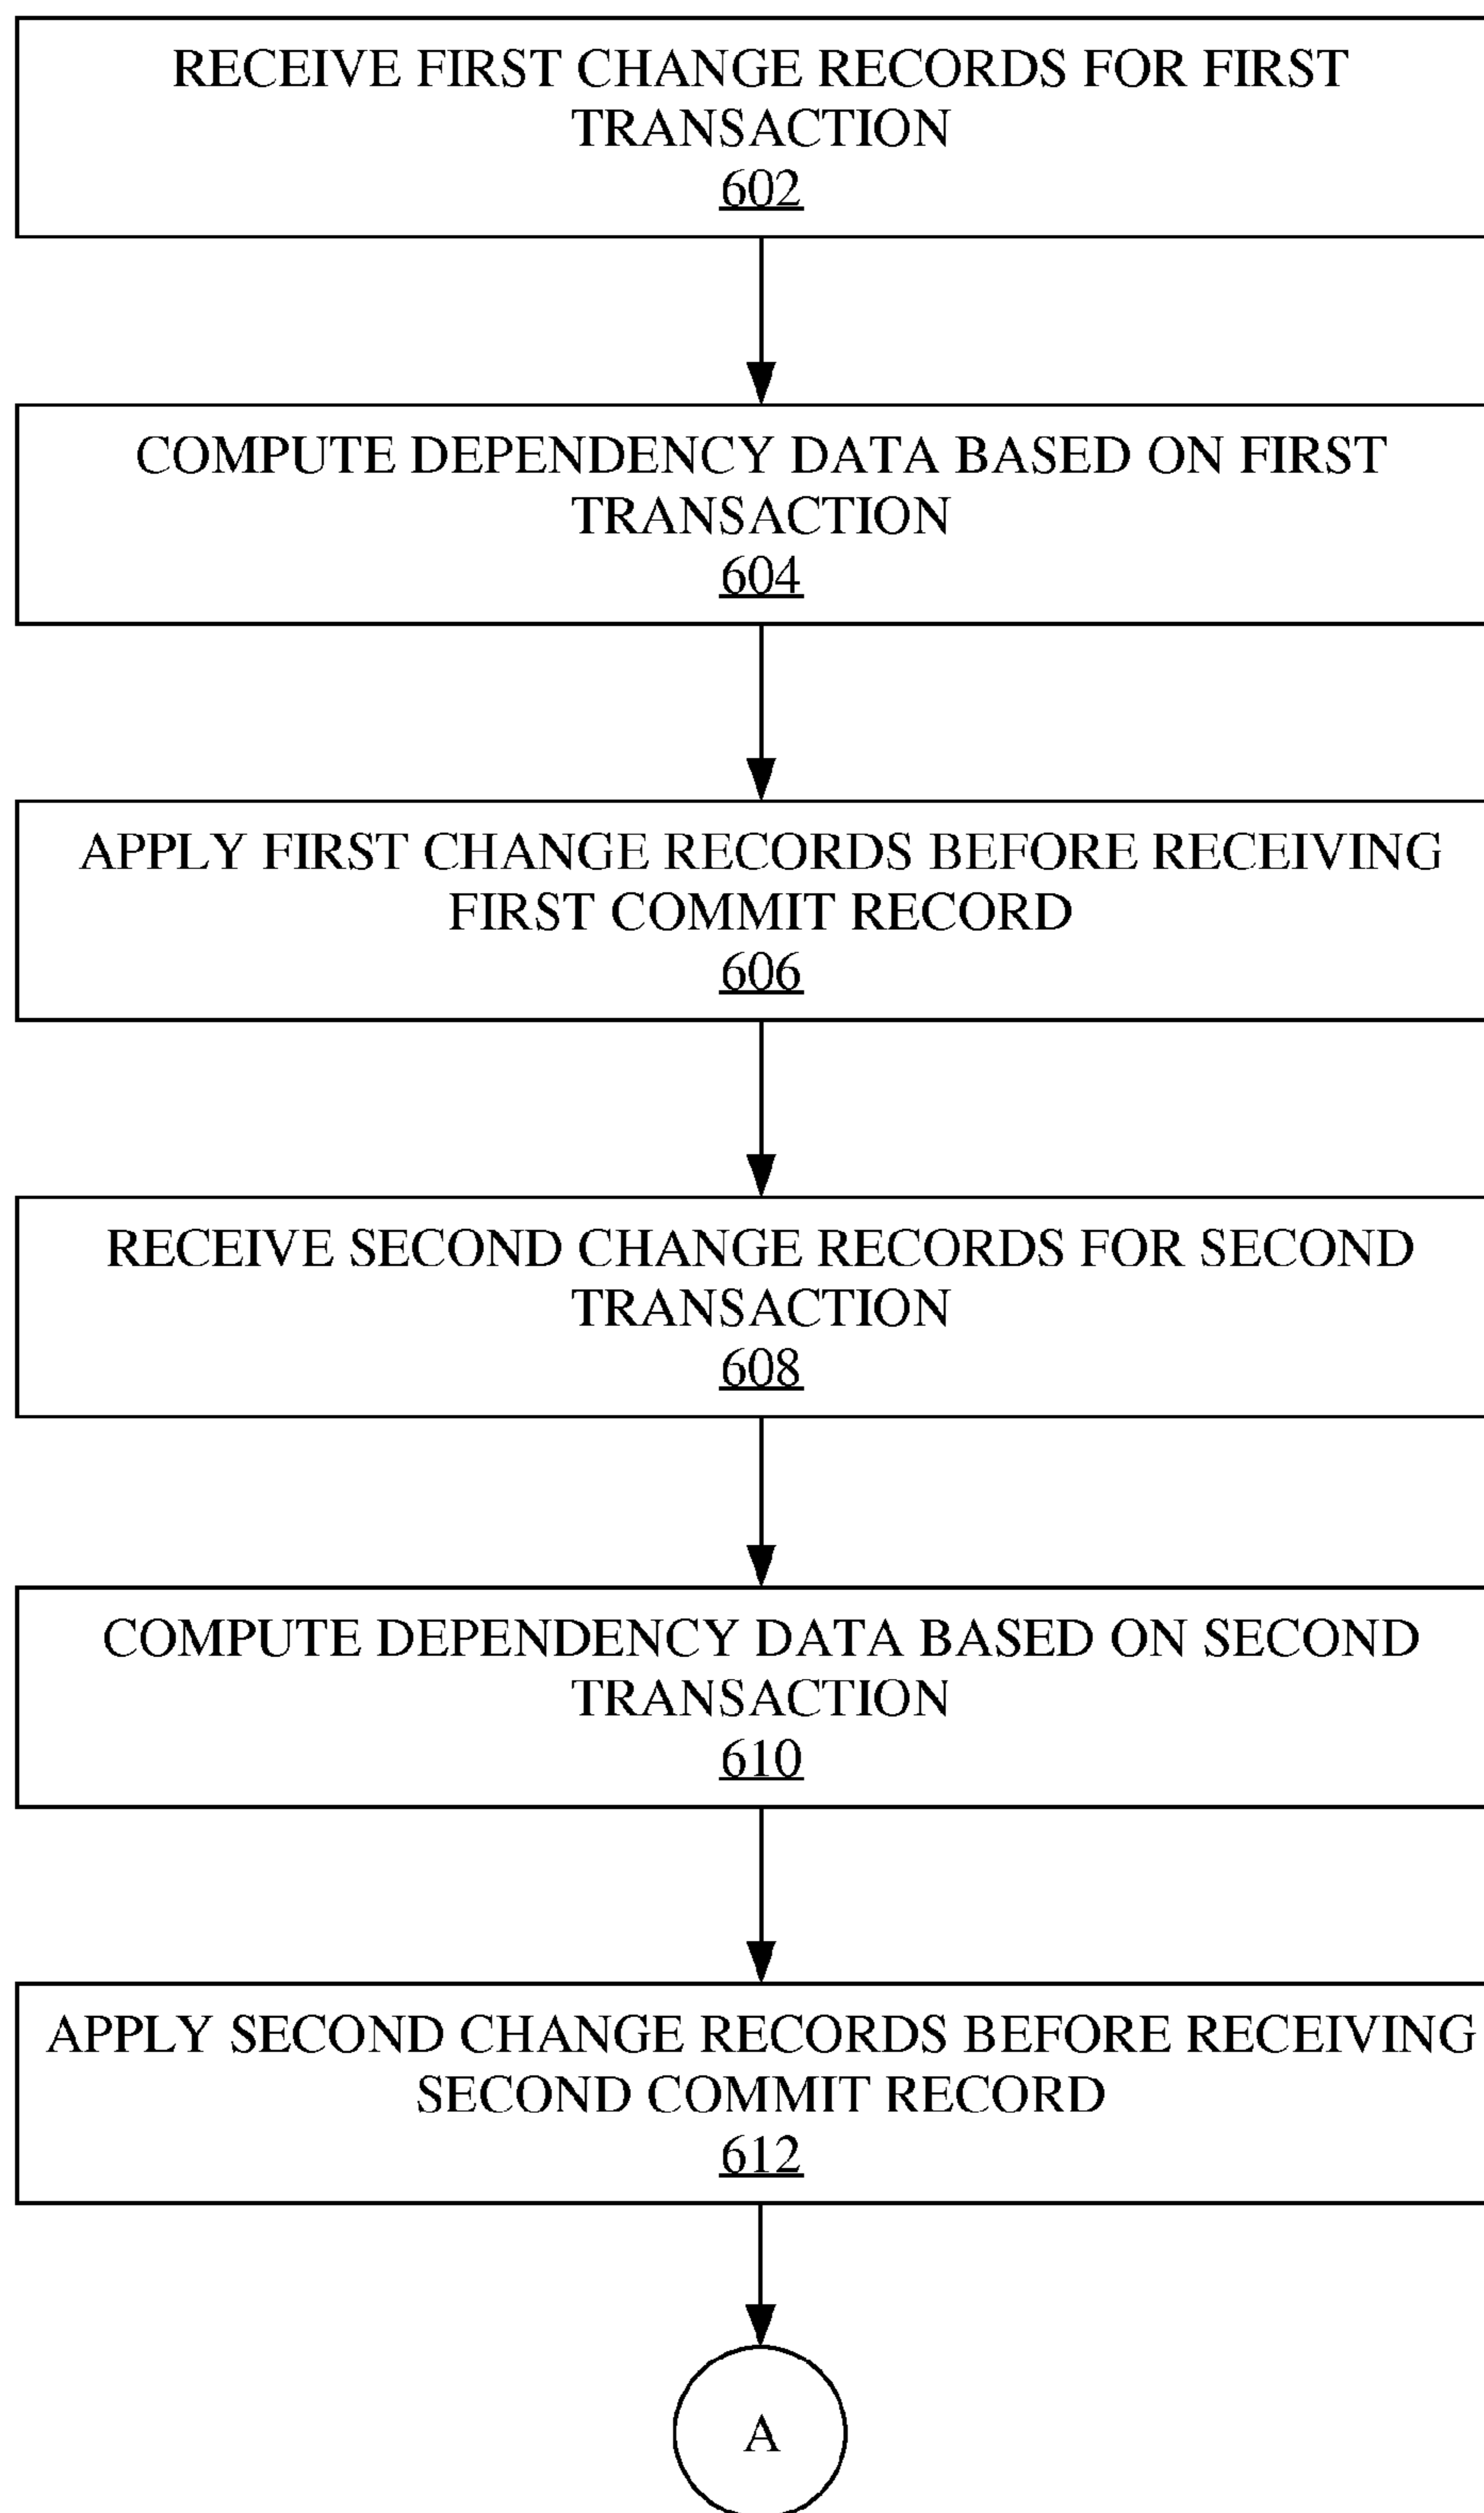 RECEIVE FIRST CHANGE RECORDS FOR FIRST
TRANSACTION
602
COMPUTE DEPENDENCY DATA BASED ON FIRST
TRANSACTION
604
APPLY FIRST CHANGE RECORDS BEFORE RECEIVING
FIRST COMMIT RECORD
606
RECEIVE SECOND CHANGE RECORDS FOR SECOND
TRANSACTION
608
COMPUTE DEPENDENCY DATA BASED ON SECOND
TRANSACTION
610
APPLY SECOND CHANGE RECORDS BEFORE RECEIVING
SECOND COMMIT RECORD
612
A